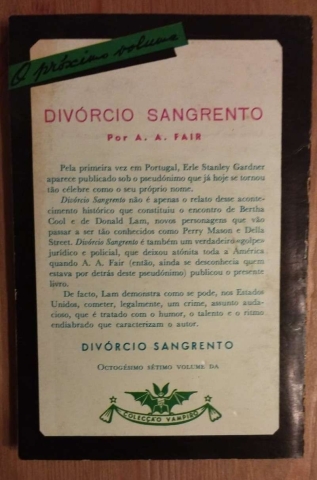 O próximo volume
DIVÓRCIO SANGRENTO
Por A. A. FAIR
Pela primeira vez em Portugal, Erle Stanley Gardner
aparece publicado sob o pseudónimo que já hoje se tornou
tão célebre como o seu próprio nome.
Divórcio Sangrento não é apenas o relato desse aconte-
cimento histórico que constituiu o encontro de Bertha
Cool e de Donald Lam, novos personagens que vão
passar a ser tão conhecidos como Perry Mason e Della
Street. Divórcio Sangrento é também um verdadeiro «golpe»
jurídico e policial, que deixou atónita toda a América
quando A. A. Fair (então, ainda se desconhecia quem
estava por detrás deste pseudónimo) publicou o presente
livro.
De facto, Lam demonstra como se pode, nos Estados
Unidos, cometer, legalmente, um crime, assunto auda-
cioso, que é tratado com o humor, o talento e o ritmo
endiabrado que caracterizam o autor.
DIVÓRCIO SANGRENTO
OCTOGÉSIMO SÉTIMO VOLUME DA
COLECÇÃO VAMPIRO